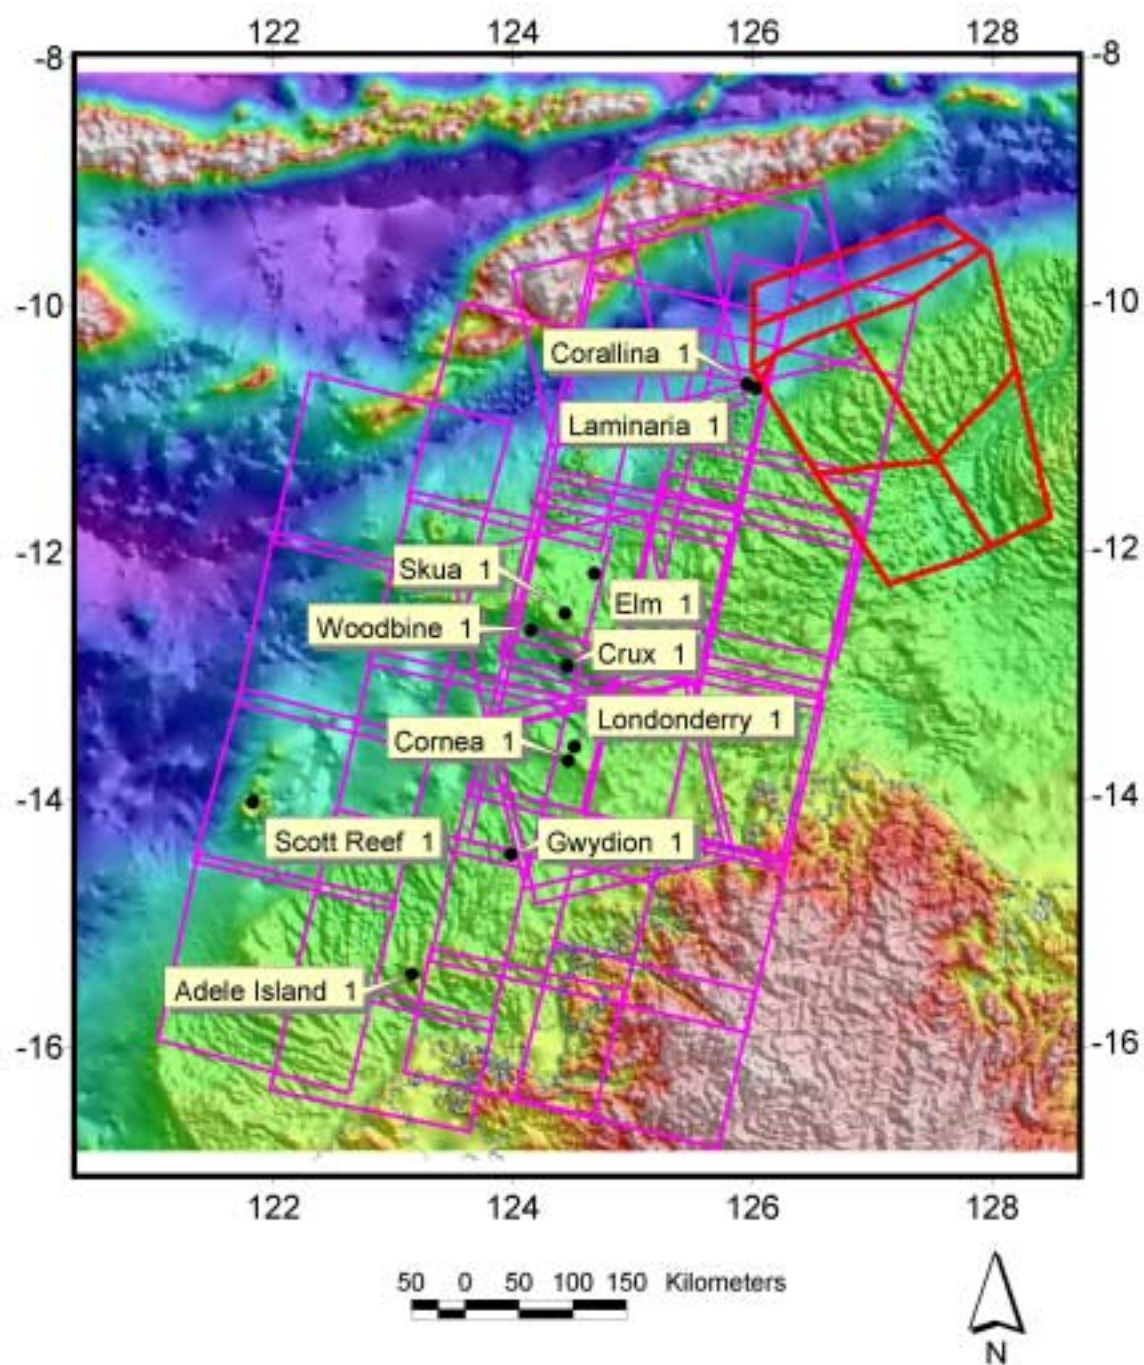 122 124 126 128
-8 -8
-10 -10
Corallina 1
Laminaria 1
-12 -12
Skua 1
Elm 1
Woodbine 1
Crux 1
Londonderry 1
Cornea 1
-14 -14
Scott Reef 1
Gwydion 1
Adele Island 1
-16 -16
122 124 126 128
50 0 50 100 150 Kilometers
N